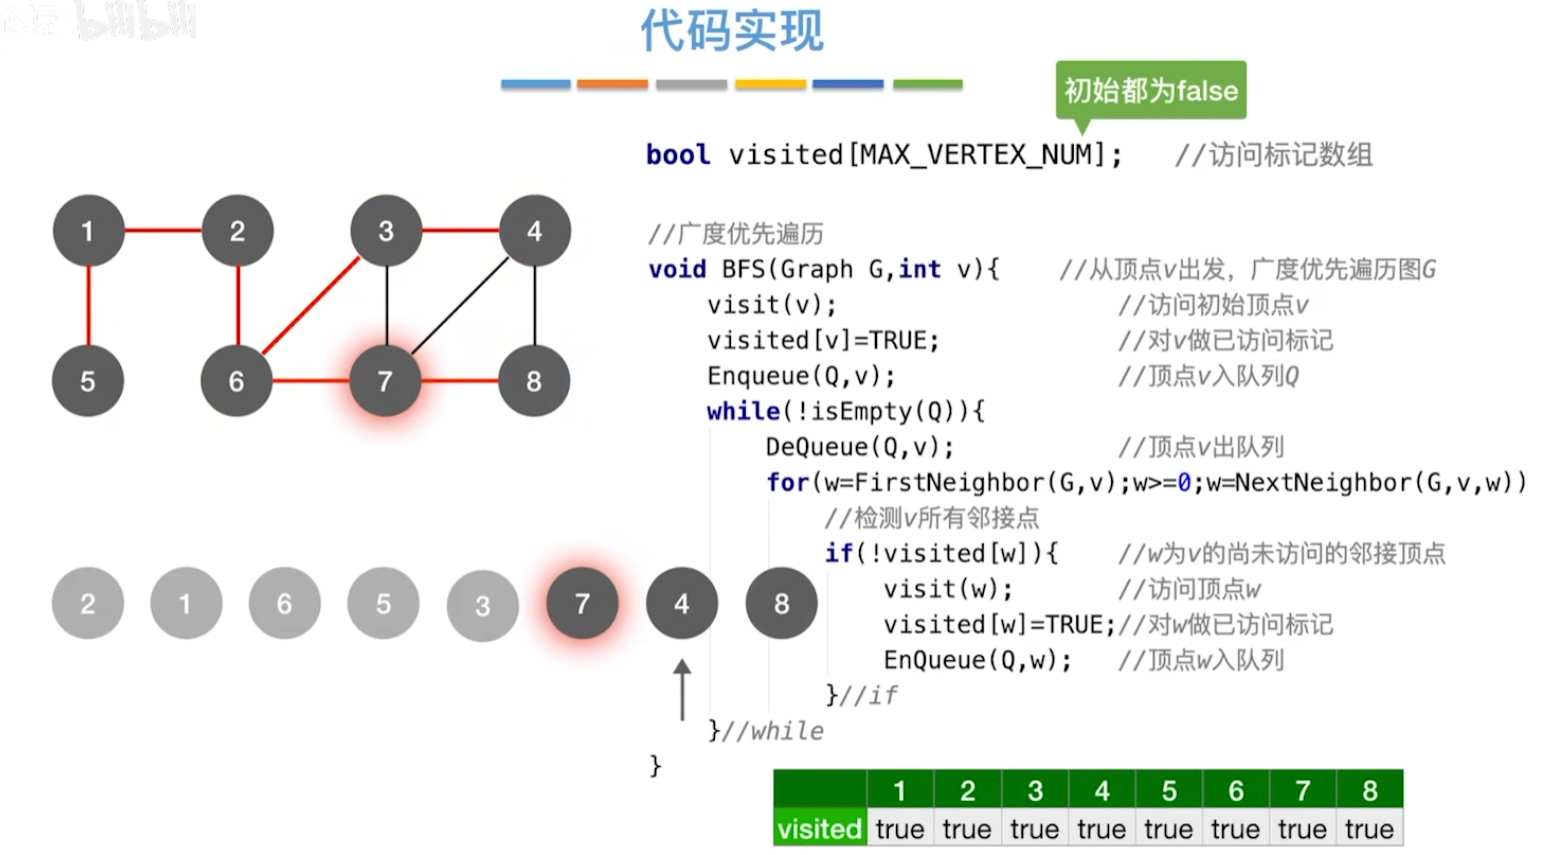 bilibili
代码实现
初始都为false
bool visited[MAX_VERTEX_NUM]; //访问标记数组
1 2 3 4
5 6 7 8
//广度优先遍历
void BFS(Graph G,int v){ //从顶点v出发，广度优先遍历图G
visit(v); //访问初始顶点v
visited[v]=TRUE; //对v做已访问标记
Enqueue(Q,v); //顶点v入队列Q
while(!isEmpty(Q)){
DeQueue(Q,v); //顶点v出队列
for(w=FirstNeighbor(G,v);w>=0;w=NextNeighbor(G,v,w))
//检测v所有邻接点
if(!visited[w]){ //w为v的尚未访问的邻接顶点
visit(w); //访问顶点w
visited[w]=TRUE;//对w做已访问标记
EnQueue(Q,w); //顶点w入队列
}//if
}//while
}
2 1 6 5 3 7 4 8
1 2 3 4 5 6 7 8
visited true true true true true true true true